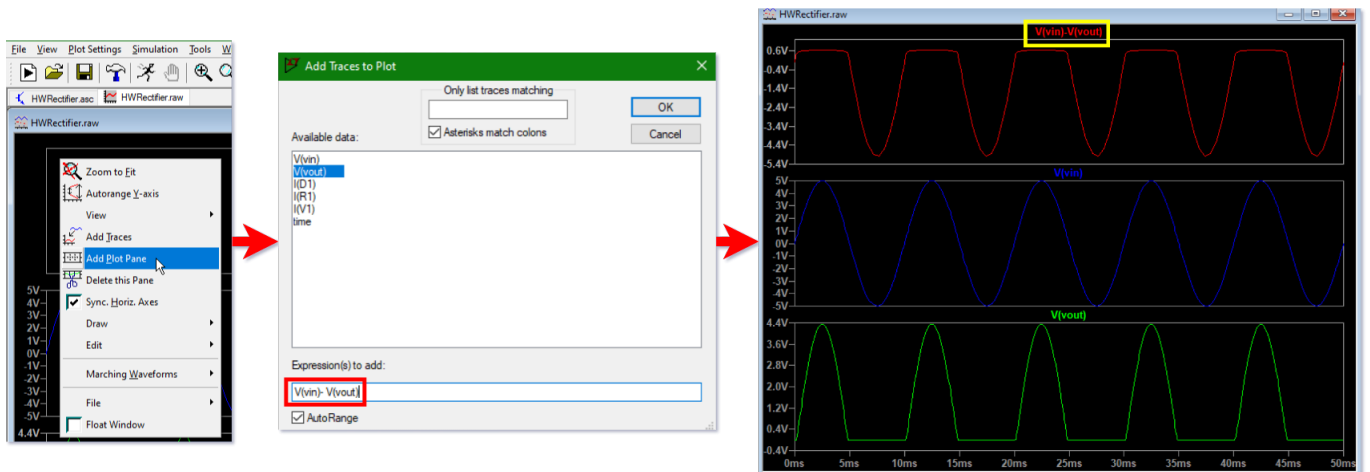 File View Plot Settings Simulation Tools W
HWRectifier.asc HWRectifier.raw
HWRectifier.raw
Zoom to Fit
Autorange Y-axis
View
Add Traces
Add Plot Pane
Delete this Pane
Sync. Horiz. Axes
Draw
Edit
Marching Waveforms
File
Float Window
5V
4V
3V
2V
1V
0V
-1V
-2V
-3V
-4V
-5V
4.4V
Add Traces to Plot
Only list traces matching
OK
Asterisks match colons
Cancel
Available data:
V(vin)
V(vout)
I(D1)
I(R1)
I(V1)
time
Expression(s) to add:
V(vin)- V(vout)
AutoRange
HWRectifier.raw
V(vin)-V(vout)
0.6V
-0.4V
-1.4V
-2.4V
-3.4V
-4.4V
-5.4V
V(vin)
5V
4V
3V
2V
1V
0V
-1V
-2V
-3V
-4V
-5V
V(vout)
4.4V
3.6V
2.8V
2.0V
1.2V
0.4V
-0.4V
0ms 5ms 10ms 15ms 20ms 25ms 30ms 35ms 40ms 45ms 50ms